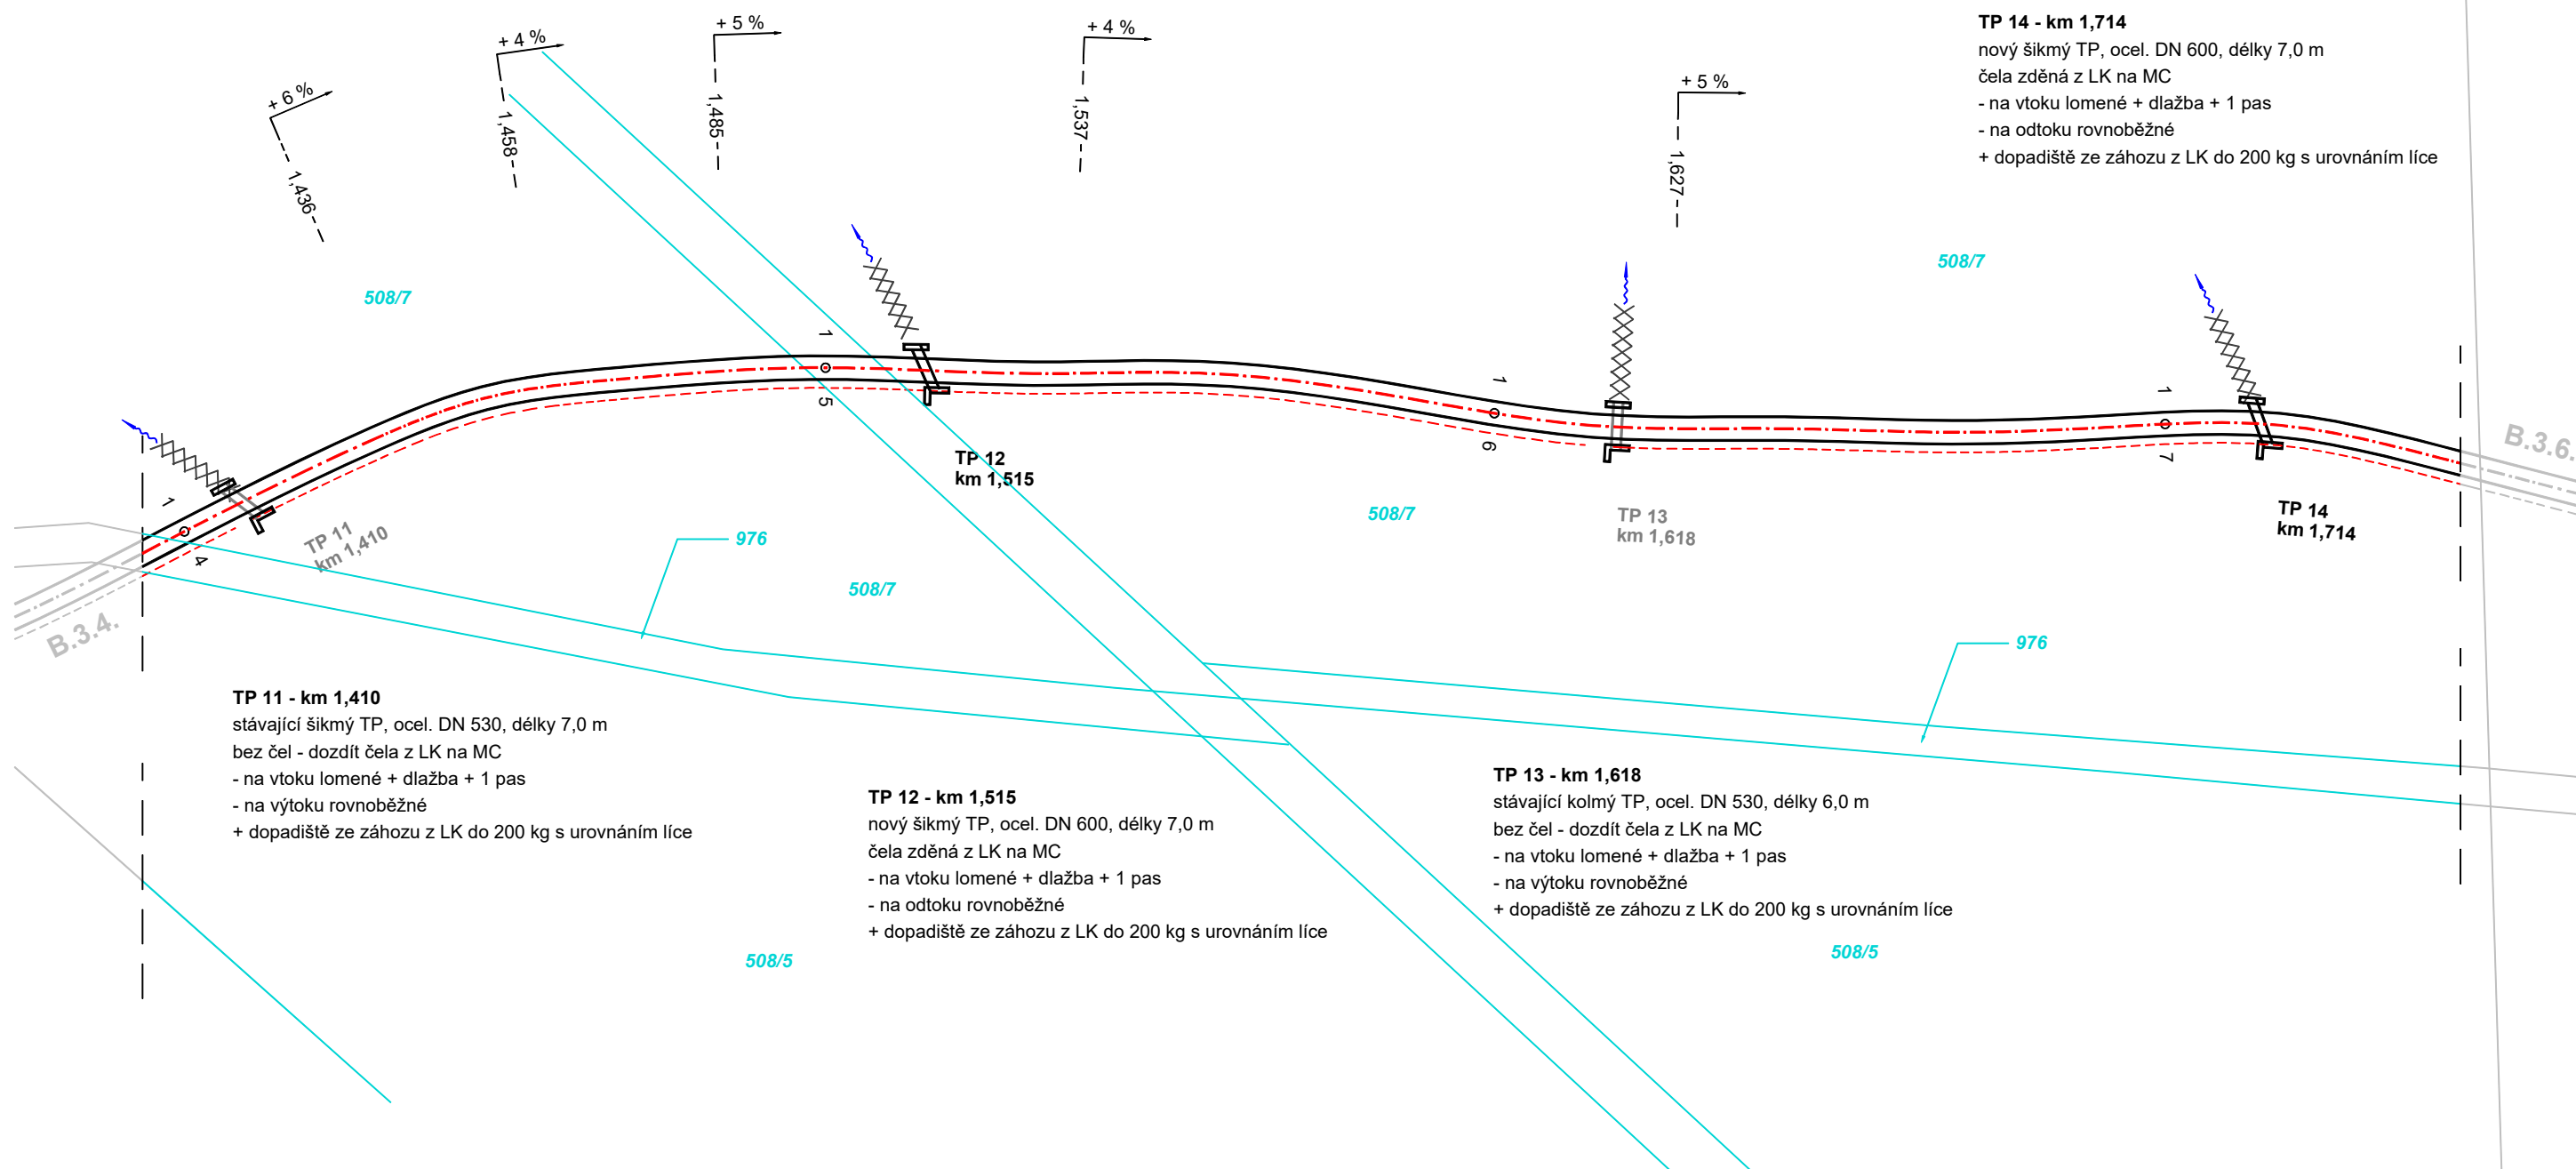 + 6 %
1,436
+ 4 %
1,458
+ 5 %
1,485
+ 4 %
1,537
+ 5 %
1,627
TP 14 - km 1,714
nový šikmý TP, ocel. DN 600, délky 7,0 m
čela zděná z LK na MC
- na vtoku lomené + dlažba + 1 pas
- na odtoku rovnoběžné
+ dopadiště ze záhozu z LK do 200 kg s urovnáním líce
508/7
508/7
1
5
1
6
1
7
1
4
TP 11
km 1,410
TP 12
km 1,515
TP 13
km 1,618
TP 14
km 1,714
B.3.4.
B.3.6.
508/7
976
508/7
976
TP 11 - km 1,410
stávající šikmý TP, ocel. DN 530, délky 7,0 m
bez čel - dozdít čela z LK na MC
- na vtoku lomené + dlažba + 1 pas
- na výtoku rovnoběžné
+ dopadiště ze záhozu z LK do 200 kg s urovnáním líce
TP 12 - km 1,515
nový šikmý TP, ocel. DN 600, délky 7,0 m
čela zděná z LK na MC
- na vtoku lomené + dlažba + 1 pas
- na odtoku rovnoběžné
+ dopadiště ze záhozu z LK do 200 kg s urovnáním líce
TP 13 - km 1,618
stávající kolmý TP, ocel. DN 530, délky 6,0 m
bez čel - dozdít čela z LK na MC
- na vtoku lomené + dlažba + 1 pas
- na výtoku rovnoběžné
+ dopadiště ze záhozu z LK do 200 kg s urovnáním líce
508/5
508/5